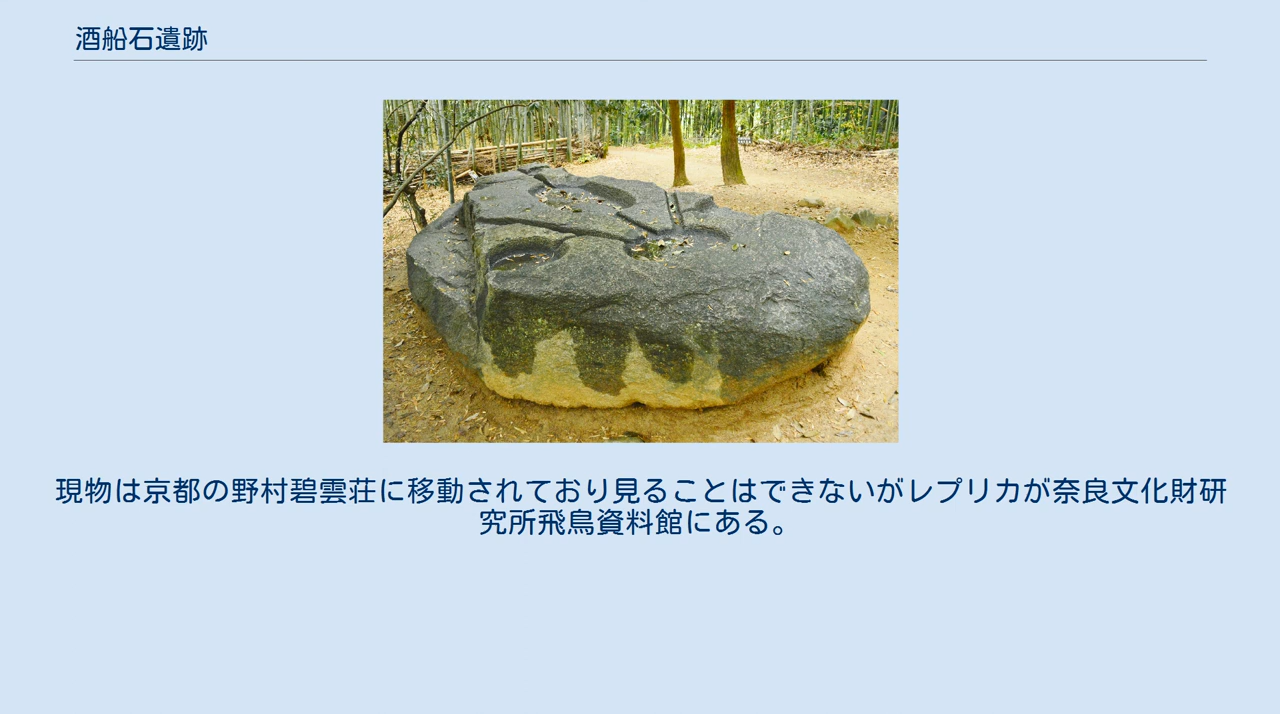 酒船石遺跡
現物は京都の野村碧雲荘に移動されており見ることはできないがレプリカが奈良文化財研
究所飛鳥資料館にある。